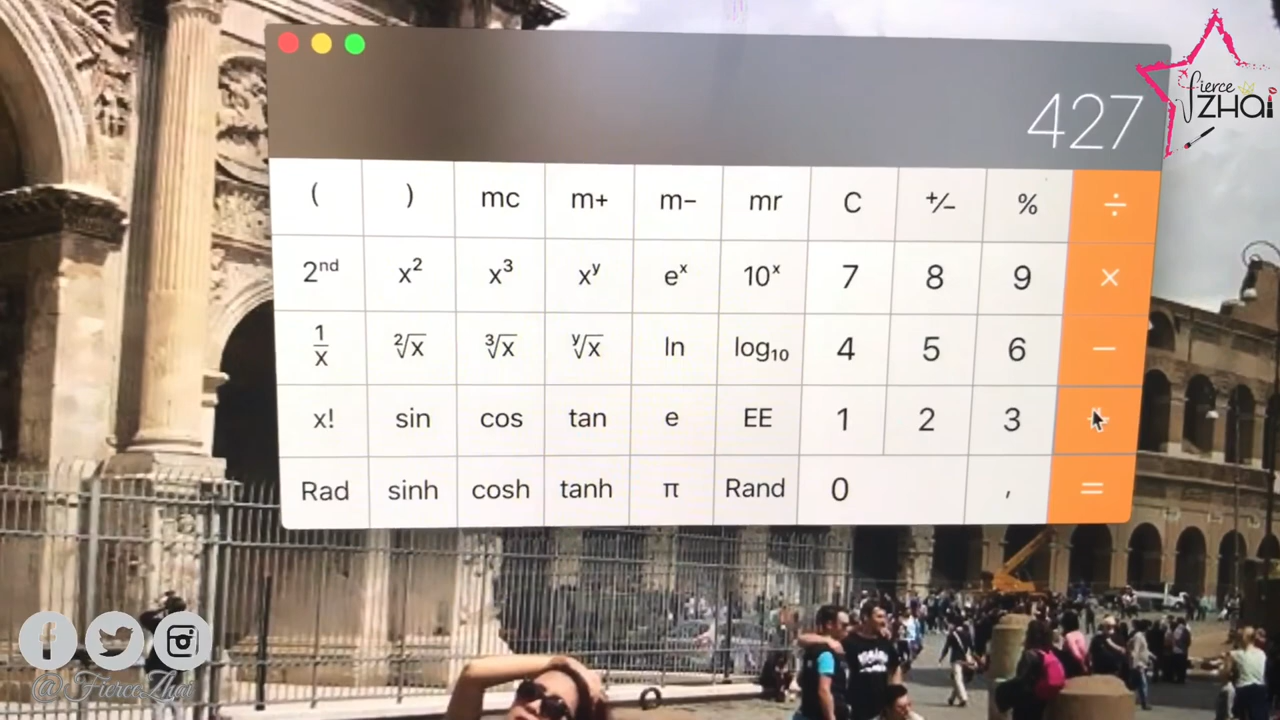 427
( ) mc m+ m− mr C ⁺/₋ % ÷
2ⁿᵈ x² x³ xʸ eˣ 10ˣ 7 8 9 ×
1/x ²√x ³√x ʸ√x ln log₁₀ 4 5 6 −
x! sin cos tan e EE 1 2 3 +
Rad sinh cosh tanh π Rand 0 , =
fierce
ZHAi
@FierceZhai